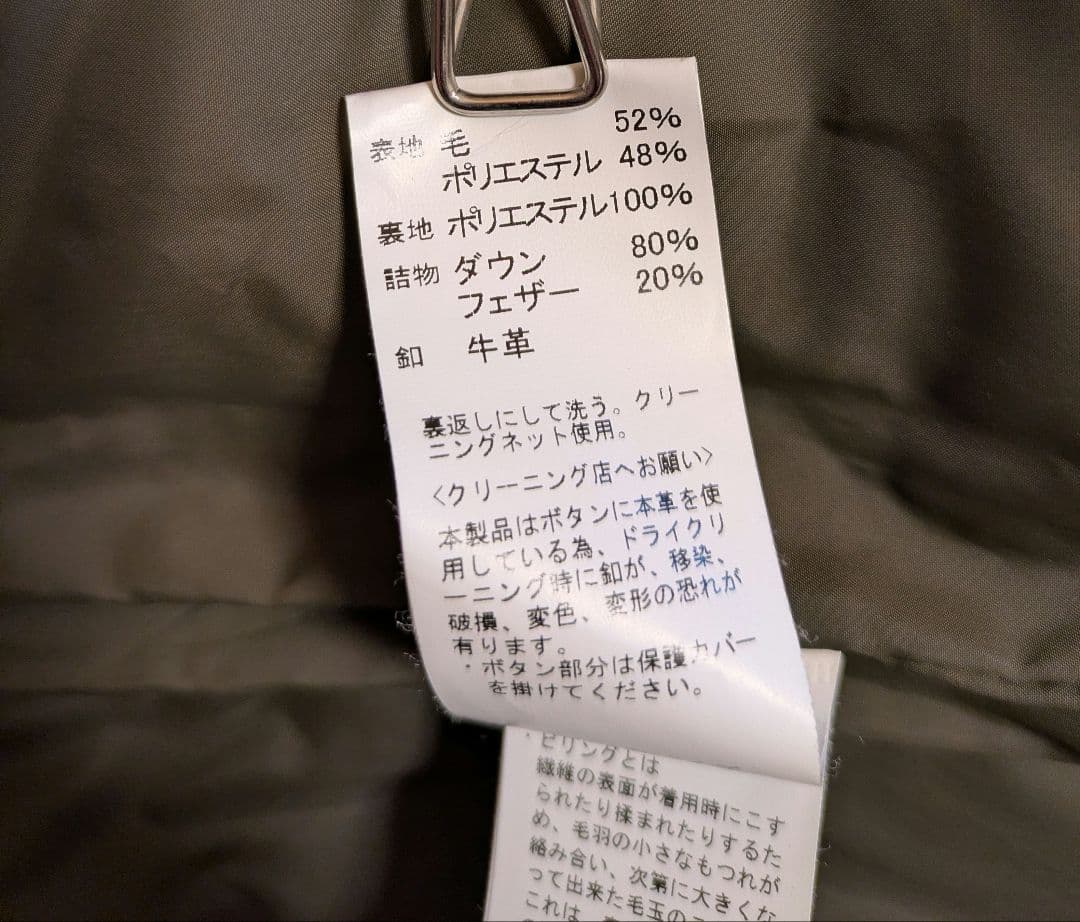 表地 毛 52%
ポリエステル 48%
裏地 ポリエステル100%
詰物 ダウン 80%
フェザー 20%
釦 牛革
裏返しにして洗う。クリー
ニングネット使用。
〈クリーニング店へお願い〉
本製品はボタンに本革を使
用している為、ドライクリ
ーニング時に釦が、移染、
破損、変色、変形の恐れが
有ります。
・ボタン部分は保護カバー
を掛けてください。
・ピリングとは
繊維の表面が着用時にこす
られたり揉まれたりするた
め、毛羽の小さなもつれが
絡み合い、次第に大きくな
って出来た毛玉の
これは、